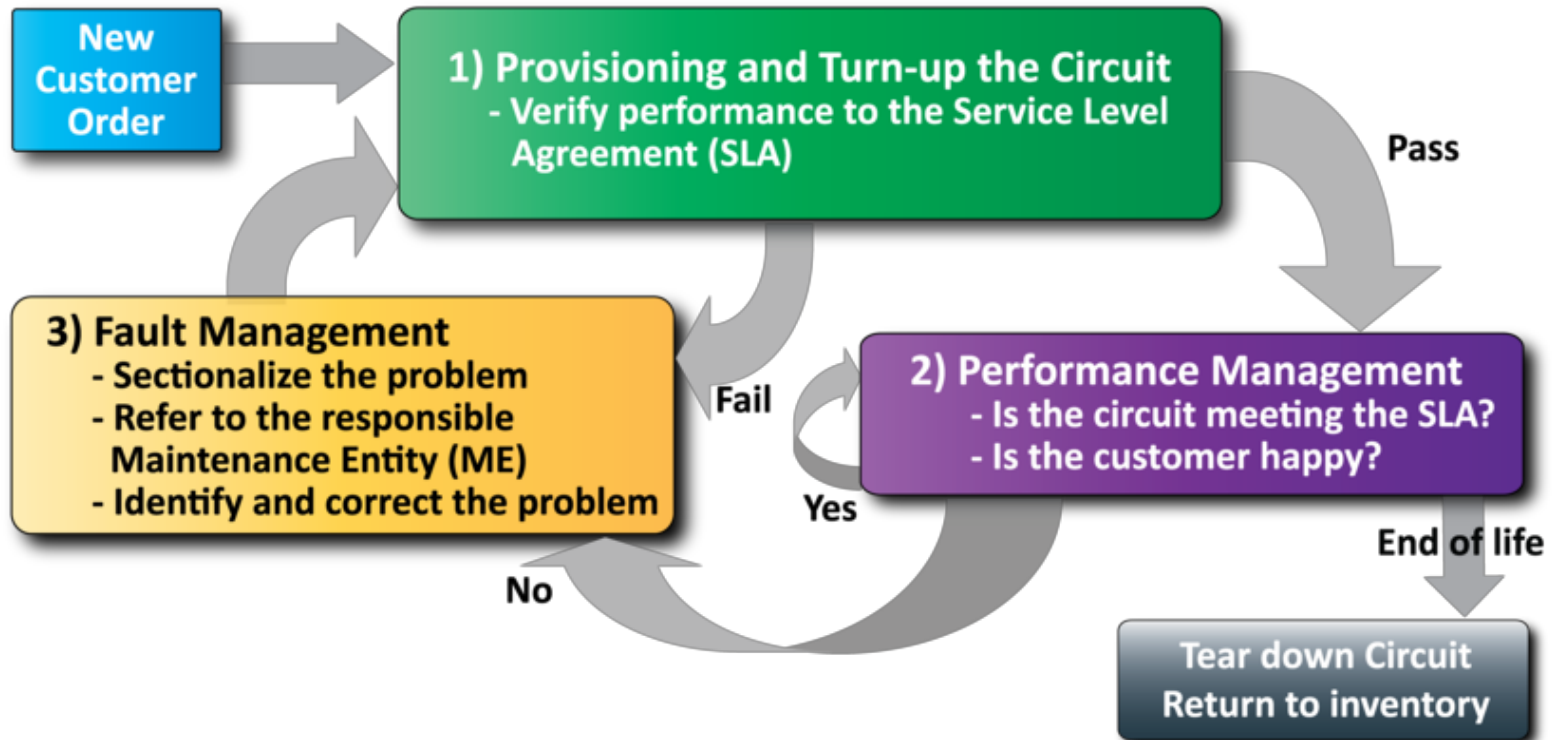 New
Customer
Order
1) Provisioning and Turn-up the Circuit
- Verify performance to the Service Level
Agreement (SLA)
Pass
3) Fault Management
- Sectionalize the problem
- Refer to the responsible
Maintenance Entity (ME)
- Identify and correct the problem
Fail
2) Performance Management
- Is the circuit meeting the SLA?
- Is the customer happy?
Yes
No
End of life
Tear down Circuit
Return to inventory